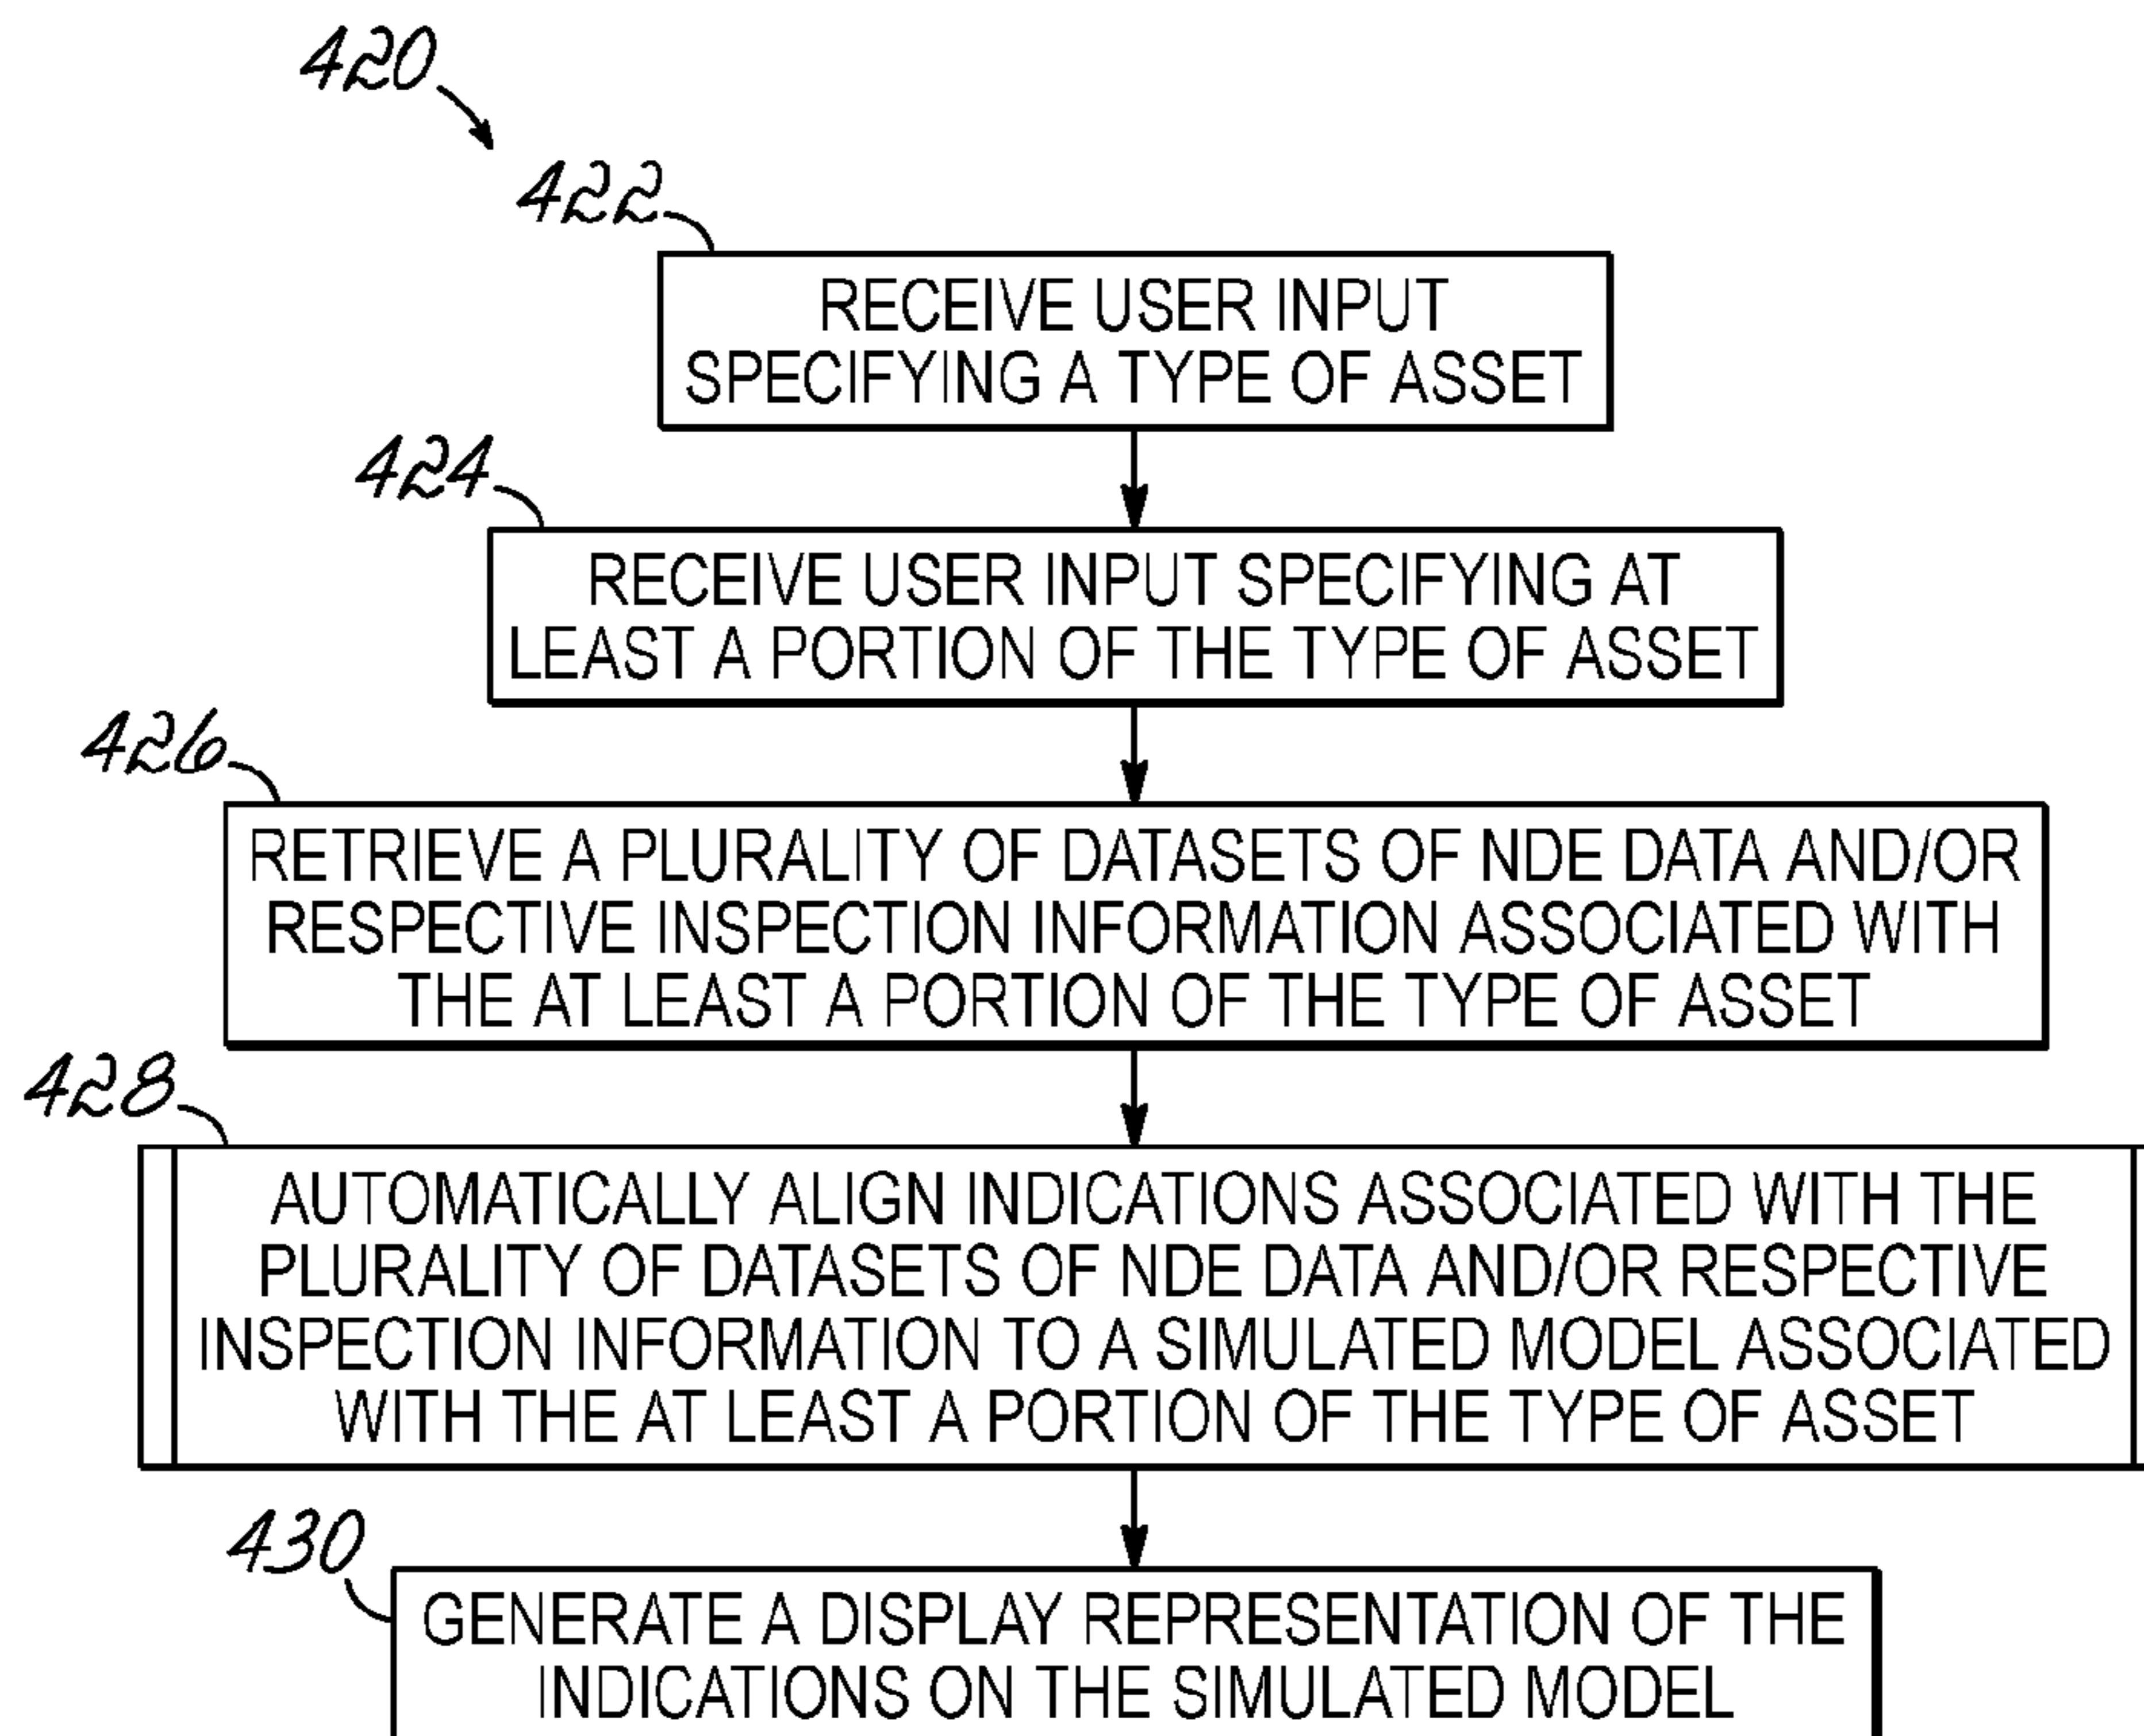 420
422
RECEIVE USER INPUT
SPECIFYING A TYPE OF ASSET
424
RECEIVE USER INPUT SPECIFYING AT
LEAST A PORTION OF THE TYPE OF ASSET
426
RETRIEVE A PLURALITY OF DATASETS OF NDE DATA AND/OR
RESPECTIVE INSPECTION INFORMATION ASSOCIATED WITH
THE AT LEAST A PORTION OF THE TYPE OF ASSET
428
AUTOMATICALLY ALIGN INDICATIONS ASSOCIATED WITH THE
PLURALITY OF DATASETS OF NDE DATA AND/OR RESPECTIVE
INSPECTION INFORMATION TO A SIMULATED MODEL ASSOCIATED
WITH THE AT LEAST A PORTION OF THE TYPE OF ASSET
430
GENERATE A DISPLAY REPRESENTATION OF THE
INDICATIONS ON THE SIMULATED MODEL